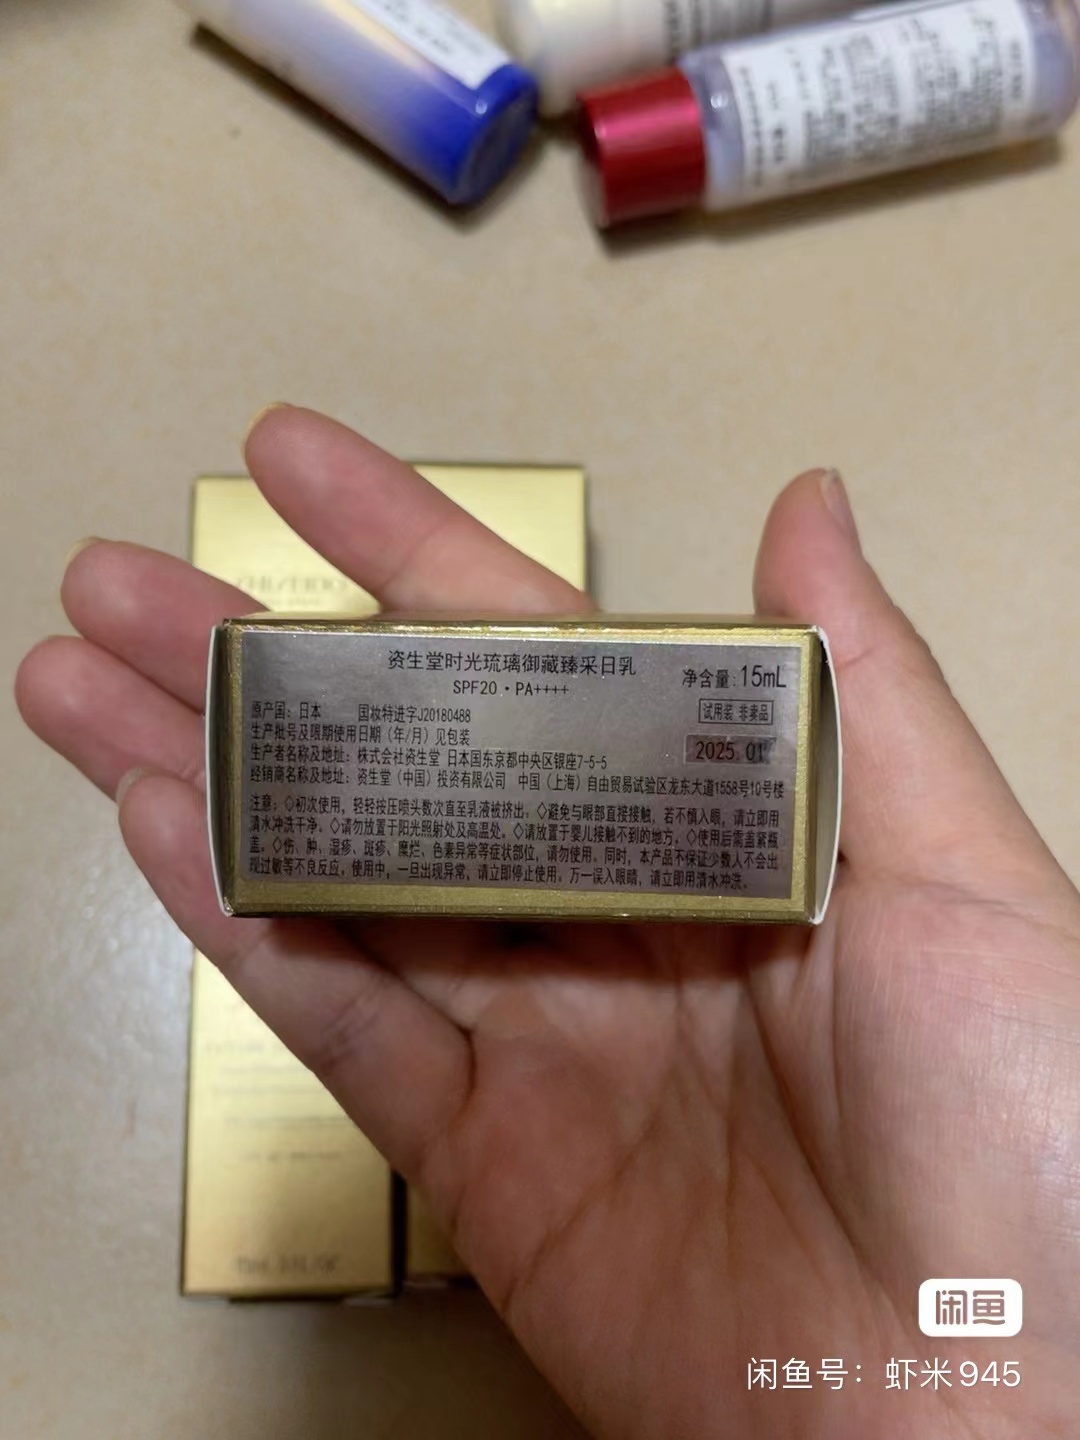 资生堂时光琉璃御藏臻采日乳
SPF20·PA++++
净含量:15mL
试用装 非卖品
原产国：日本 国妆特进字J20180488
生产批号及限期使用日期（年/月）见包装
2025.01
生产者名称及地址：株式会社资生堂 日本国东京都中央区银座7-5-5
经销商名称及地址：资生堂（中国）投资有限公司 中国（上海）自由贸易试验区龙东大道1558号10号楼
注意：◇初次使用，轻轻按压喷头数次直至乳液被挤出。◇避免与眼部直接接触，若不慎入眼，请立即用
清水冲洗干净。◇请勿放置于阳光照射处及高温处。◇请放置于婴儿接触不到的地方。◇使用后需盖紧瓶
盖。◇伤、肿、湿疹、斑疹、糜烂、色素异常等症状部位，请勿使用。同时，本产品不保证少数人不会出
现过敏等不良反应。使用中，一旦出现异常，请立即停止使用。万一误入眼睛，请立即用清水冲洗。
闲鱼
闲鱼号：虾米945